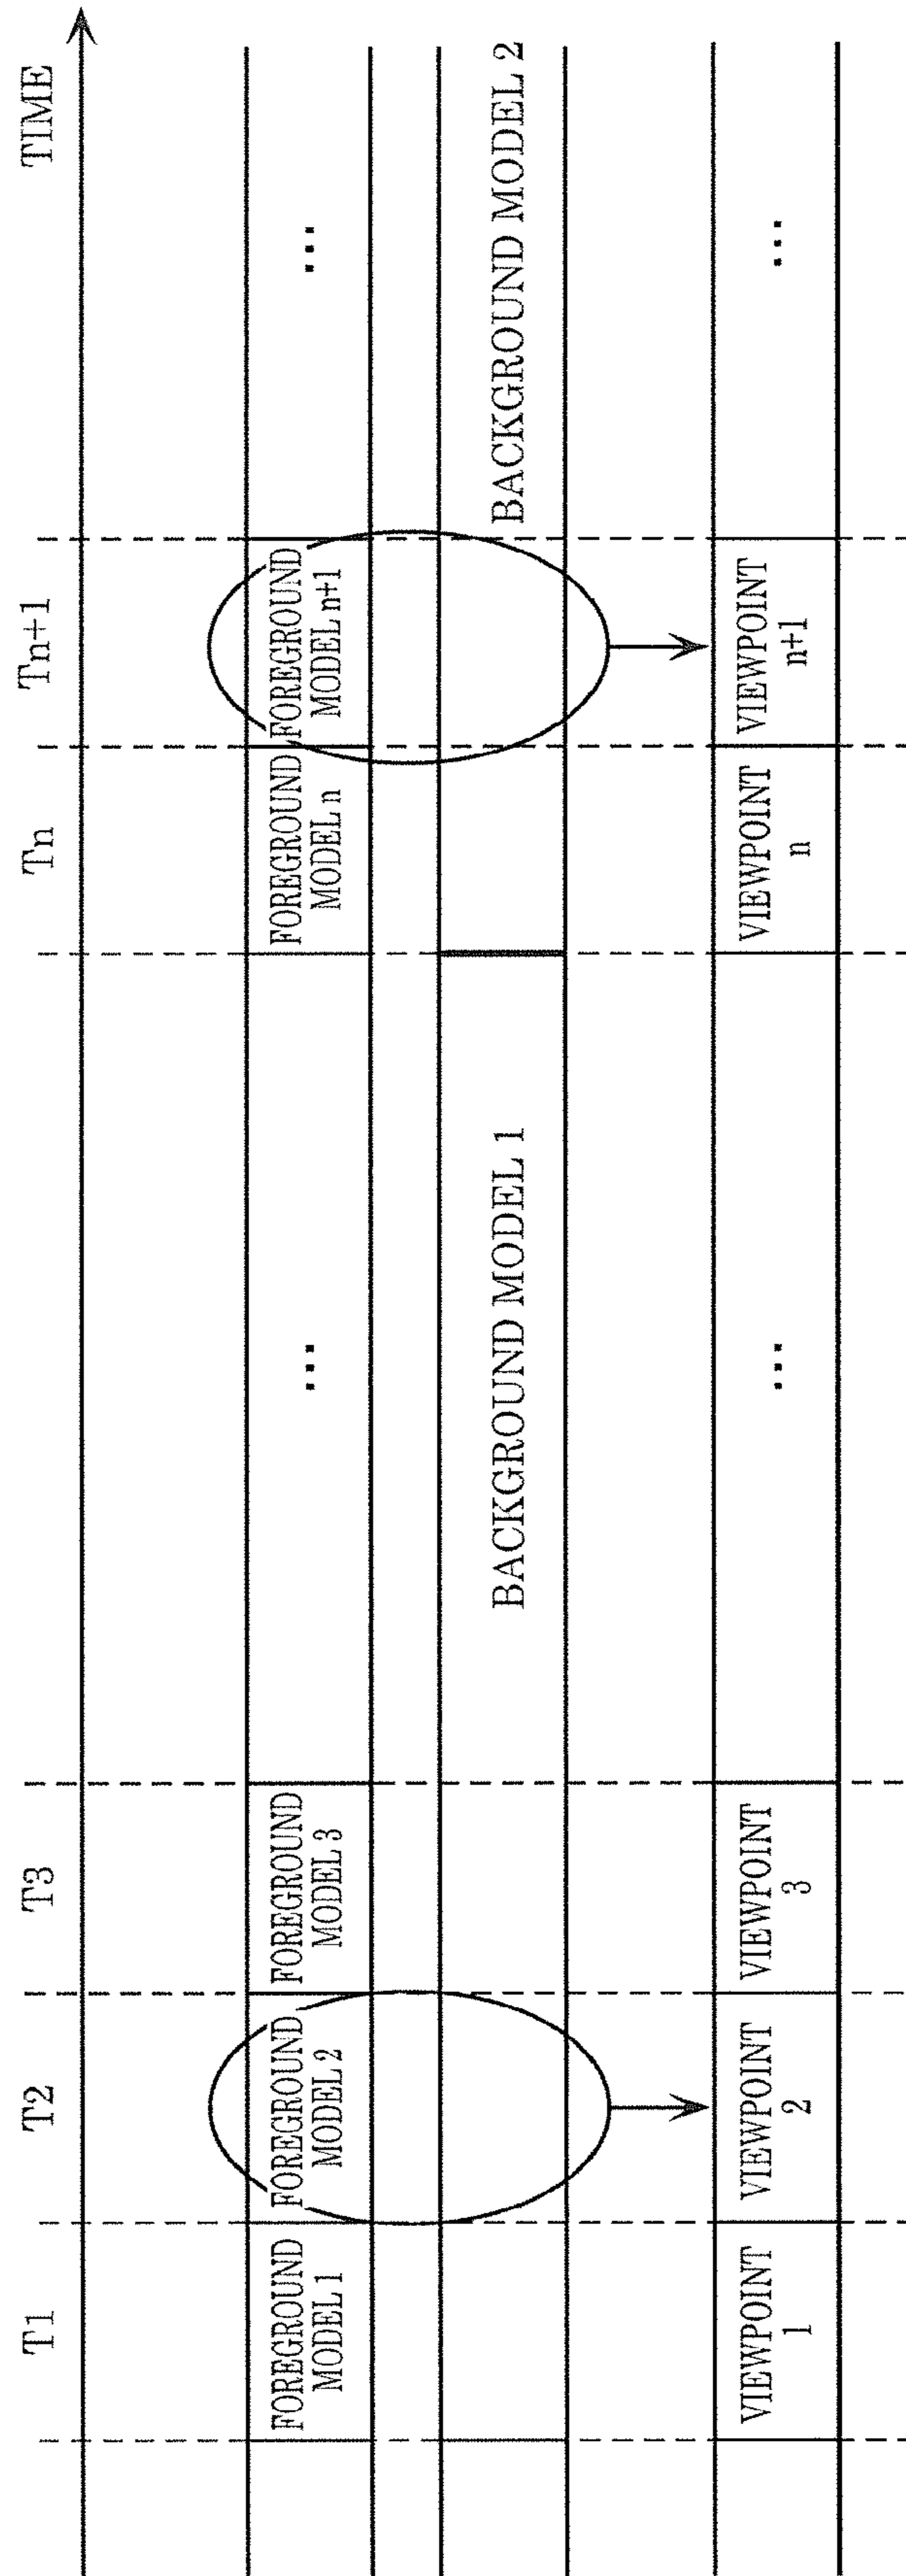 T1
T2
T3
Tn
Tn+1
TIME
FOREGROUND
MODEL 1
FOREGROUND
MODEL 2
FOREGROUND
MODEL 3
...
FOREGROUND
MODEL n
FOREGROUND
MODEL n+1
...
BACKGROUND MODEL 1
BACKGROUND MODEL 2
VIEWPOINT
1
VIEWPOINT
2
VIEWPOINT
3
...
VIEWPOINT
n
VIEWPOINT
n+1
...